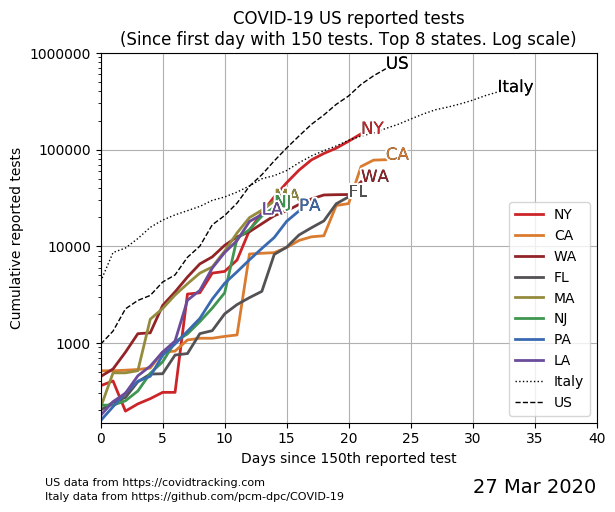 COVID-19 US reported tests
(Since first day with 150 tests. Top 8 states. Log scale)
1000000
100000
10000
1000
Cumulative reported tests
US
Italy
NY
CA
WA
FL
MA
NJ
PA
LA
NY
CA
WA
FL
MA
NJ
PA
LA
Italy
US
0 5 10 15 20 25 30 35 40
Days since 150th reported test
US data from https://covidtracking.com
Italy data from https://github.com/pcm-dpc/COVID-19
27 Mar 2020